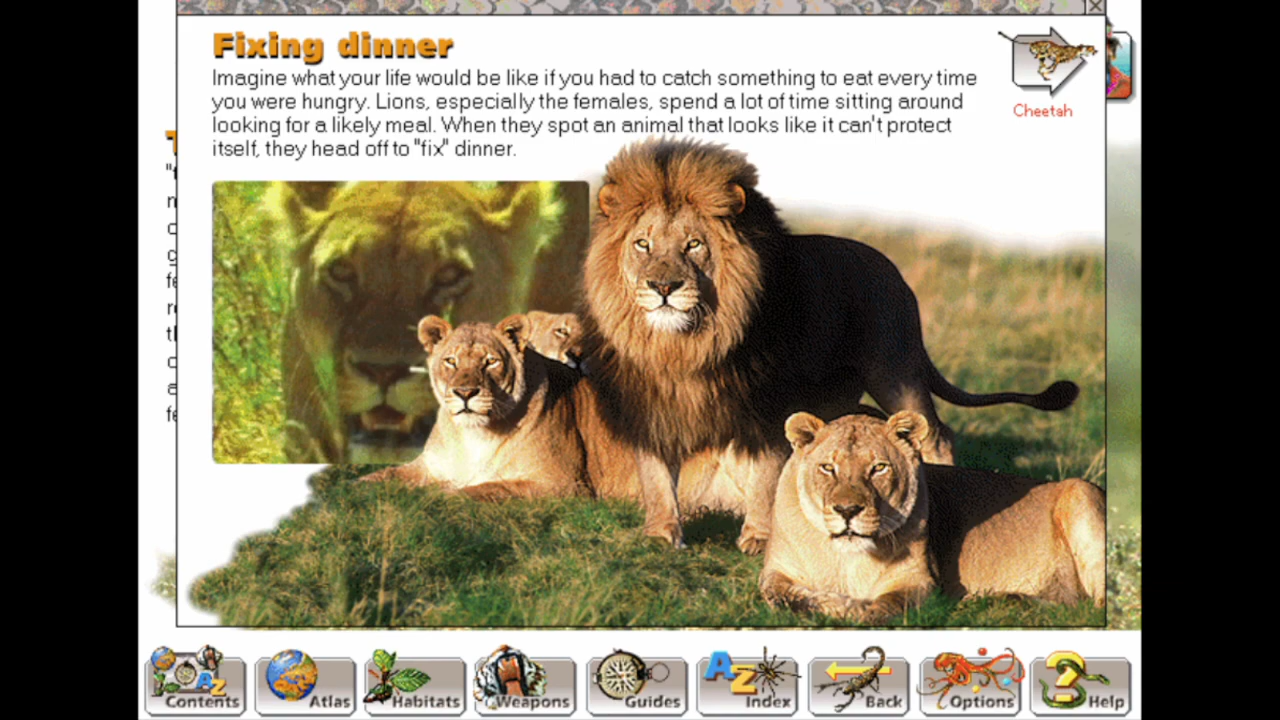 Fixing dinner
Imagine what your life would be like if you had to catch something to eat every time
you were hungry. Lions, especially the females, spend a lot of time sitting around
looking for a likely meal. When they spot an animal that looks like it can't protect
itself, they head off to "fix" dinner.
Cheetah
Contents
Atlas
Habitats
Weapons
Guides
AZ
Index
Back
Options
Help